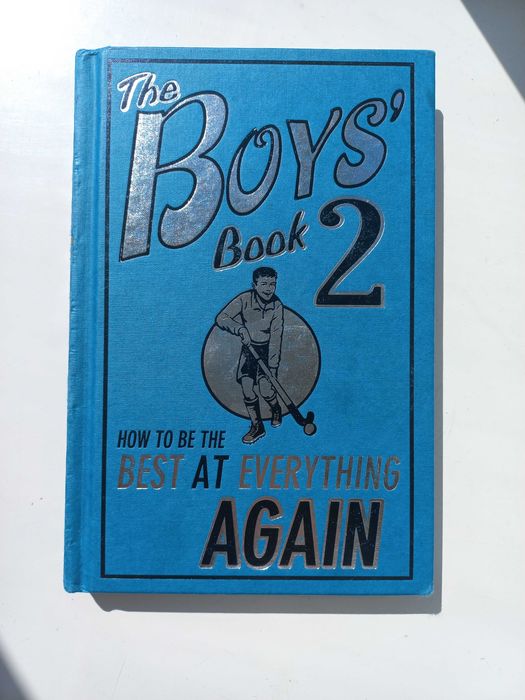 The
BOYS'
Book 2
HOW TO BE THE
BEST AT EVERYTHING
AGAIN